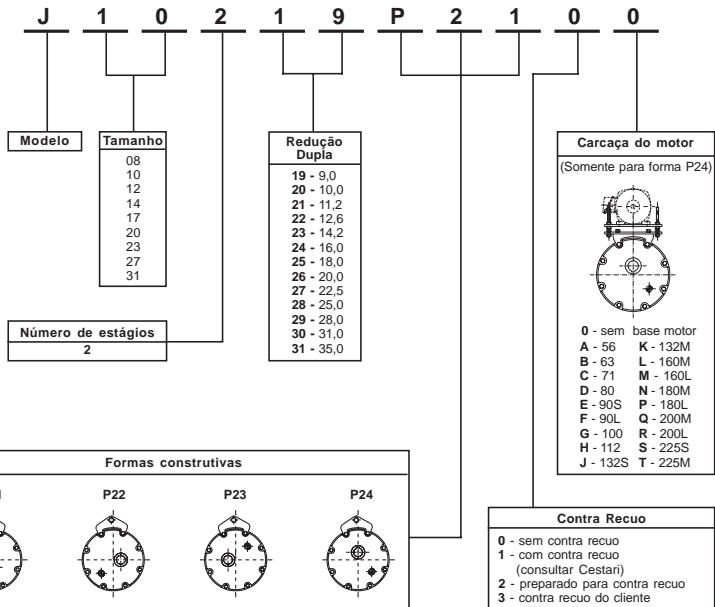 J 1 0 2 1 9 P 2 1 0 0
Modelo
Tamanho
08
10
12
14
17
20
23
27
31
Número de estágios
2
Redução
Dupla
19 - 9,0
20 - 10,0
21 - 11,2
22 - 12,6
23 - 14,2
24 - 16,0
25 - 18,0
26 - 20,0
27 - 22,5
28 - 25,0
29 - 28,0
30 - 31,0
31 - 35,0
Carcaça do motor
(Somente para forma P24)
0 - sem base motor
A - 56 K - 132M
B - 63 L - 160M
C - 71 M - 160L
D - 80 N - 180M
E - 90S P - 180L
F - 90L Q - 200M
G - 100 R - 200L
H - 112 S - 225S
J - 132S T - 225M
Formas construtivas
P22 P23 P24
Contra Recuo
0 - sem contra recuo
1 - com contra recuo
(consultar Cestari)
2 - preparado para contra recuo
3 - contra recuo do cliente